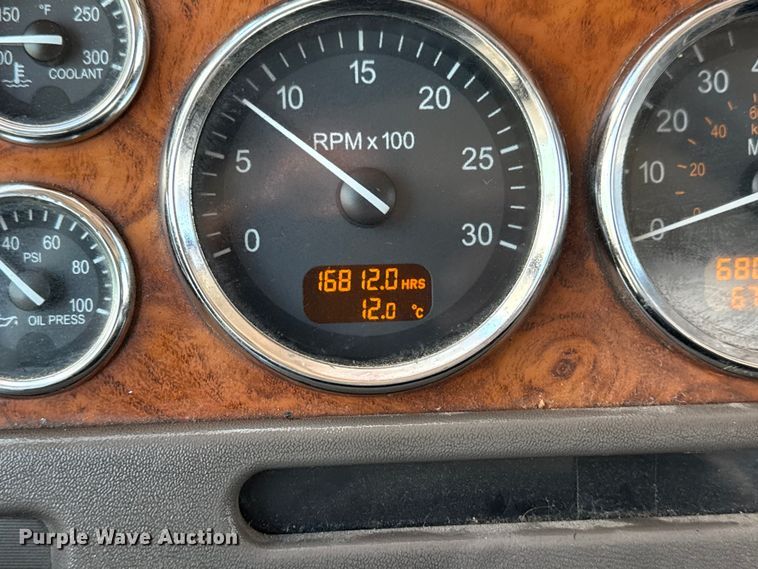 150 °F 250
300
COOLANT
40 60
PSI 80
100
OIL PRESS
0 5 10 15 20 25 30
RPM x 100
16812.0 HRS
12.0 °C
0 10 20 30
0 20 40
Purple Wave Auction